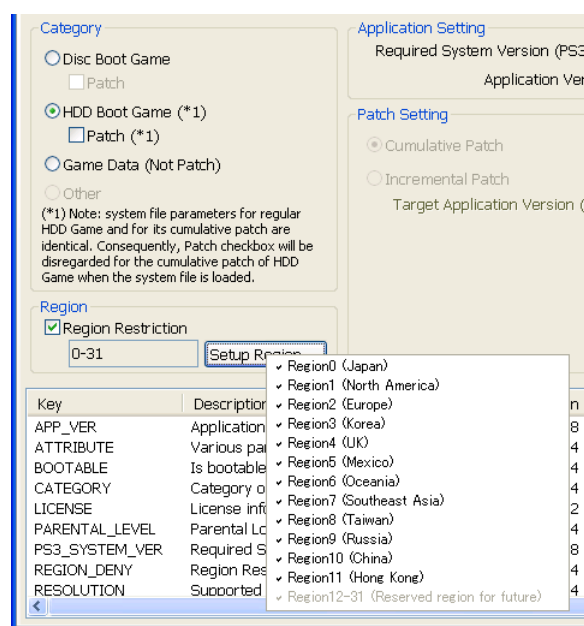 Category
Disc Boot Game
Patch
HDD Boot Game (*1)
Patch (*1)
Game Data (Not Patch)
Other
(*1) Note: system file parameters for regular
HDD Game and for its cumulative patch are
identical. Consequently, Patch checkbox will be
disregarded for the cumulative patch of HDD
Game when the system file is loaded.
Region
Region Restriction
0-31
Setup Region...
Application Setting
Required System Version (PS3
Application Ver
Patch Setting
Cumulative Patch
Incremental Patch
Target Application Version (
Region0 (Japan)
Region1 (North America)
Region2 (Europe)
Region3 (Korea)
Region4 (UK)
Region5 (Mexico)
Region6 (Oceania)
Region7 (Southeast Asia)
Region8 (Taiwan)
Region9 (Russia)
Region10 (China)
Region11 (Hong Kong)
Region12-31 (Reserved region for future)
Key Description n
APP_VER Application 8
ATTRIBUTE Various par 4
BOOTABLE Is bootable 4
CATEGORY Category o 4
LICENSE License info 2
PARENTAL_LEVEL Parental Lo 4
PS3_SYSTEM_VER Required S 8
REGION_DENY Region Res 4
RESOLUTION Supported 4